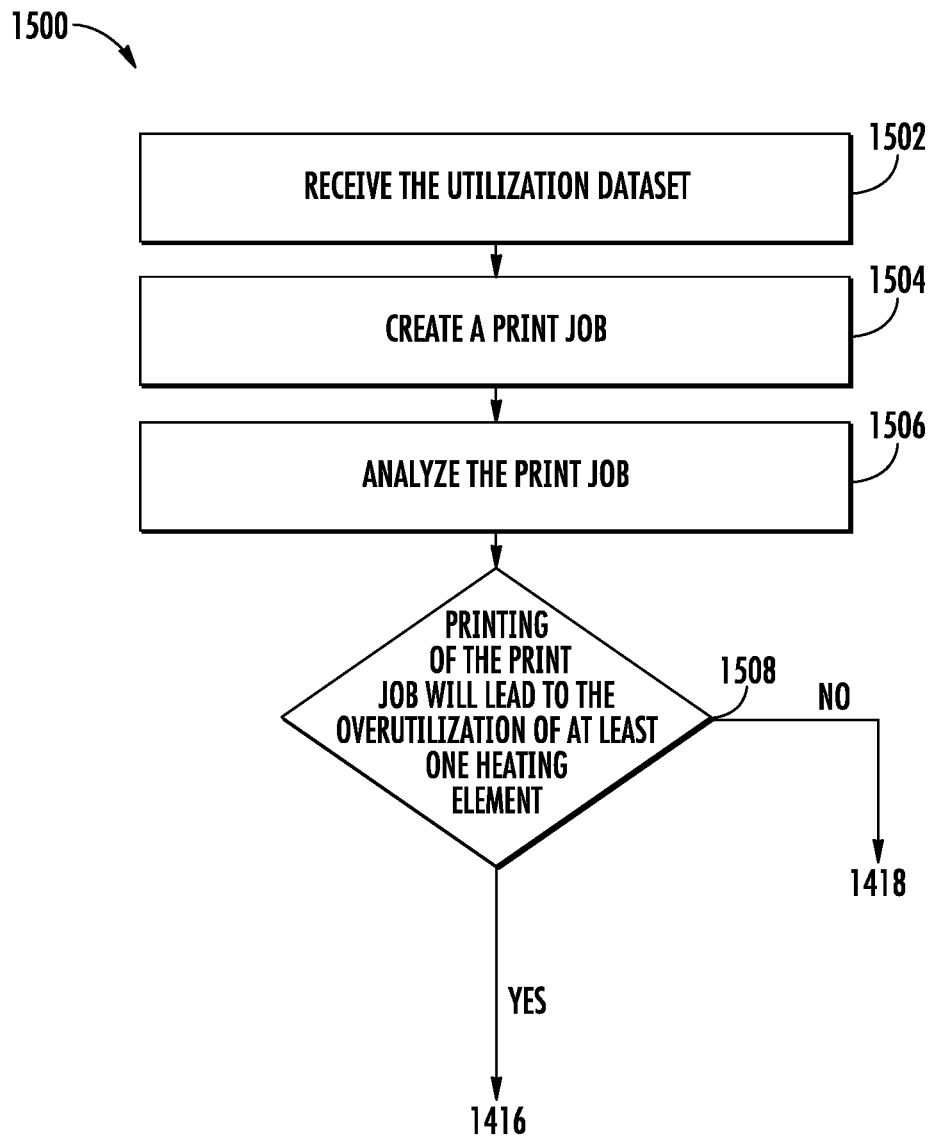 1500
1502
RECEIVE THE UTILIZATION DATASET
1504
CREATE A PRINT JOB
1506
ANALYZE THE PRINT JOB
PRINTING
OF THE PRINT
JOB WILL LEAD TO THE
OVERUTILIZATION OF AT LEAST
ONE HEATING
ELEMENT
1508
NO
1418
YES
1416